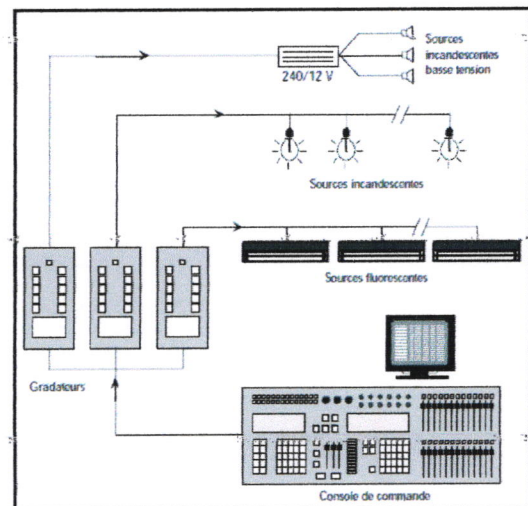 Sources
incandescentes
basse tension
240/12 V
Sources incandescentes
Sources fluorescentes
Gradateurs
Console de commande